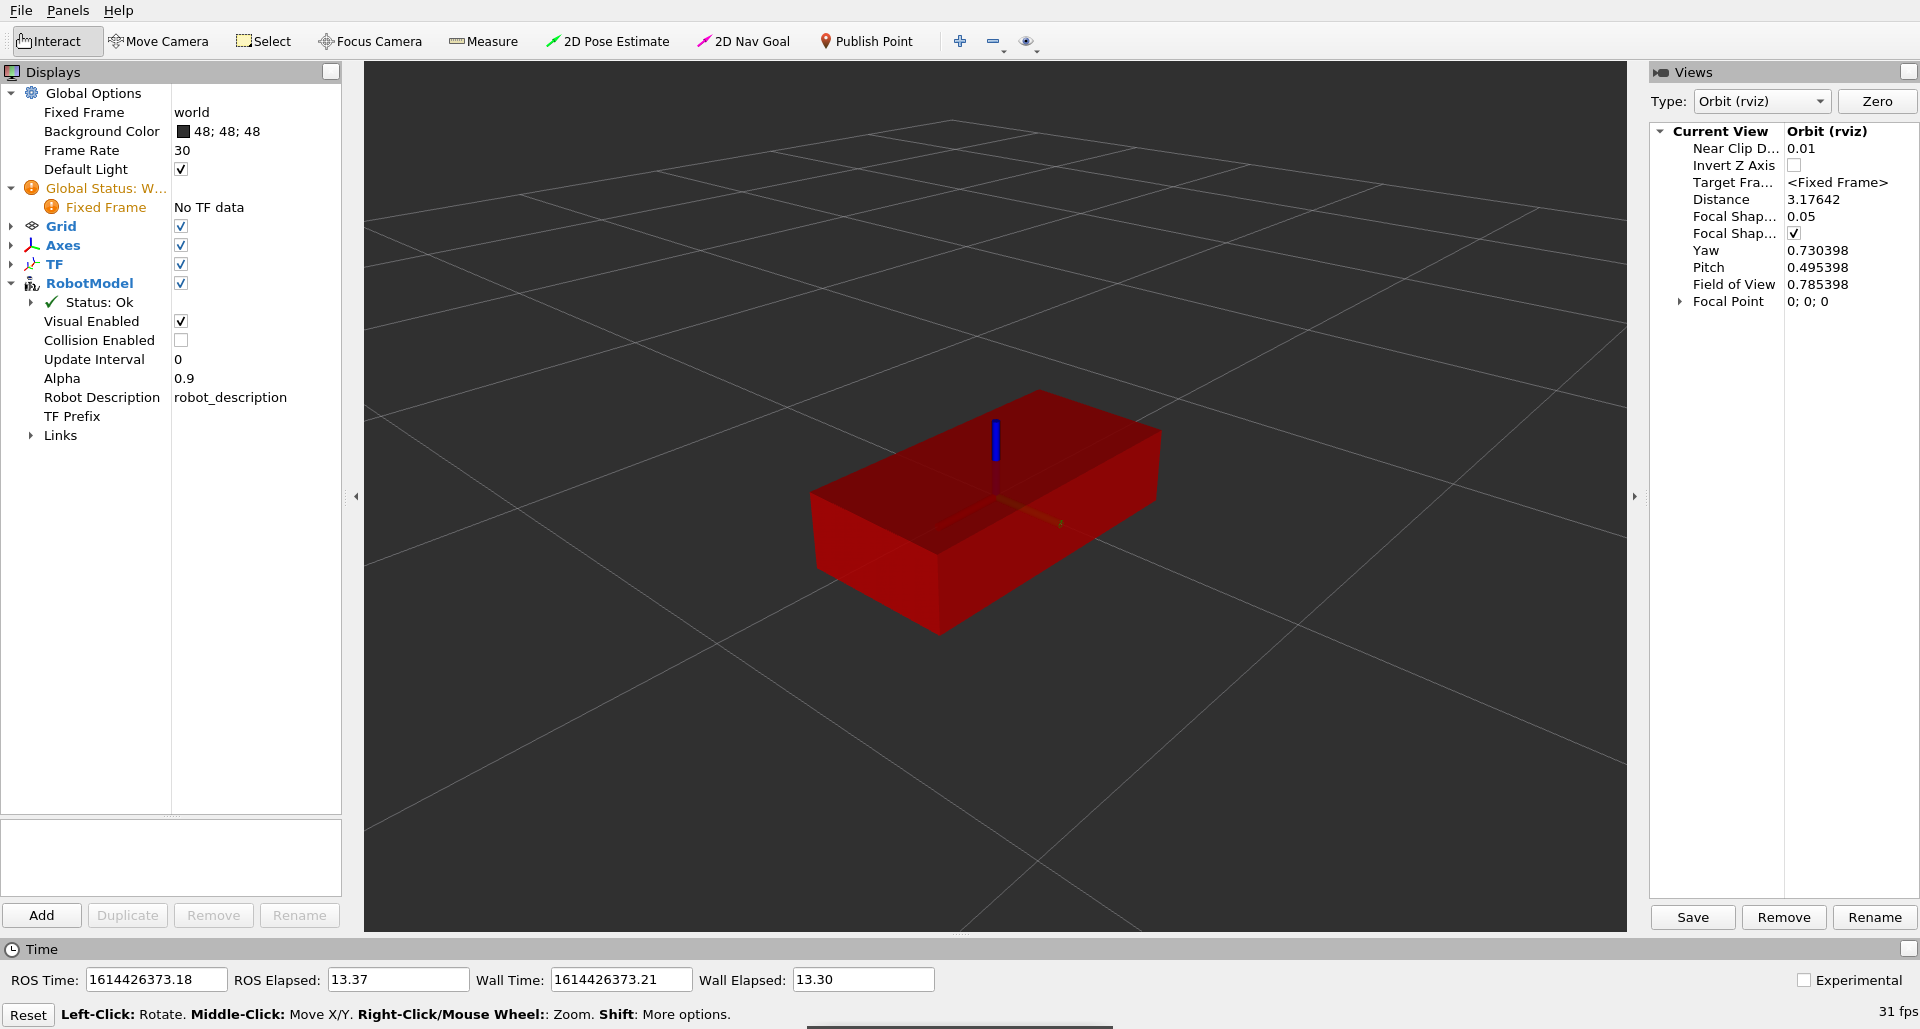 File Panels Help
Interact Move Camera Select Focus Camera Measure 2D Pose Estimate 2D Nav Goal Publish Point
Displays
Global Options
Fixed Frame world
Background Color 48; 48; 48
Frame Rate 30
Default Light
Global Status: W...
Fixed Frame No TF data
Grid
Axes
TF
RobotModel
Status: Ok
Visual Enabled
Collision Enabled
Update Interval 0
Alpha 0.9
Robot Description robot_description
TF Prefix
Links
Add Duplicate Remove Rename
Views
Type: Orbit (rviz) Zero
Current View Orbit (rviz)
Near Clip D... 0.01
Invert Z Axis
Target Fra... <Fixed Frame>
Distance 3.17642
Focal Shap... 0.05
Focal Shap...
Yaw 0.730398
Pitch 0.495398
Field of View 0.785398
Focal Point 0; 0; 0
Save Remove Rename
Time
ROS Time: 1614426373.18 ROS Elapsed: 13.37 Wall Time: 1614426373.21 Wall Elapsed: 13.30 Experimental
Reset Left-Click: Rotate. Middle-Click: Move X/Y. Right-Click/Mouse Wheel:: Zoom. Shift: More options. 31 fps